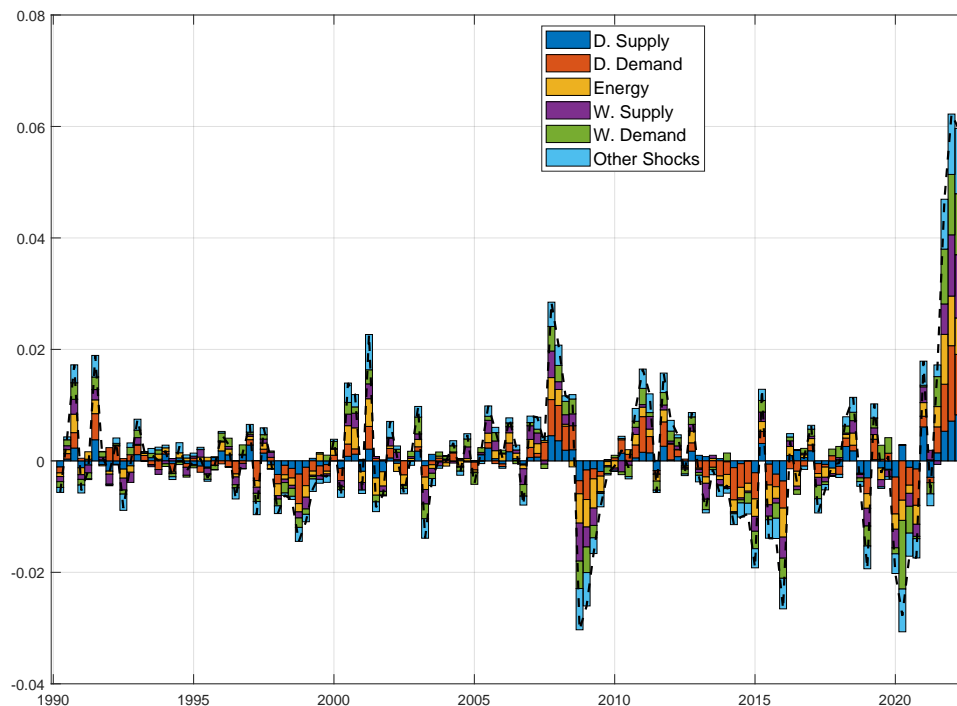 0.08
0.06
0.04
0.02
0
-0.02
-0.04
1990
1995
2000
2005
2010
2015
2020
D. Supply
D. Demand
Energy
W. Supply
W. Demand
Other Shocks